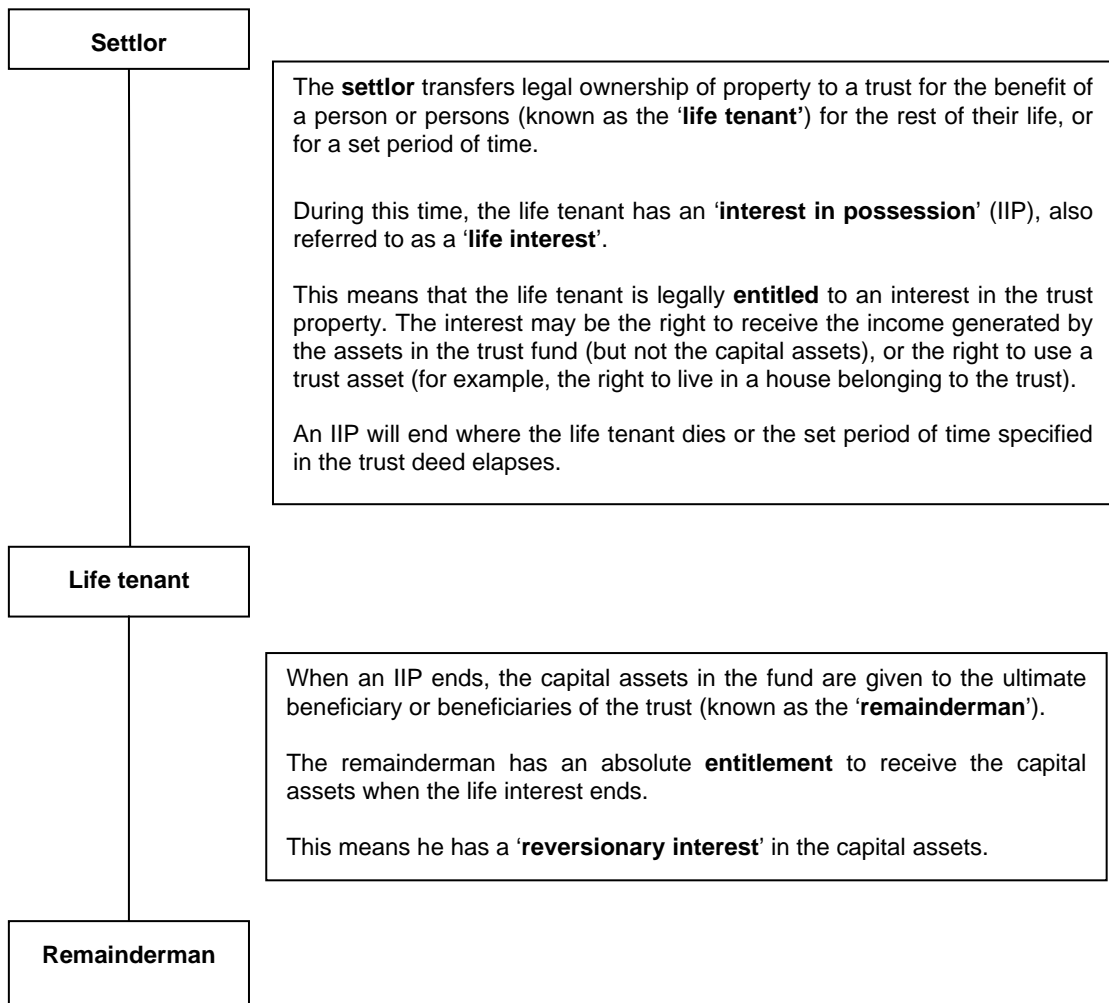 Settlor
The settlor transfers legal ownership of property to a trust for the benefit of
a person or persons (known as the ‘life tenant’) for the rest of their life, or
for a set period of time.
During this time, the life tenant has an ‘interest in possession’ (IIP), also
referred to as a ‘life interest’.
This means that the life tenant is legally entitled to an interest in the trust
property. The interest may be the right to receive the income generated by
the assets in the trust fund (but not the capital assets), or the right to use a
trust asset (for example, the right to live in a house belonging to the trust).
An IIP will end where the life tenant dies or the set period of time specified
in the trust deed elapses.
Life tenant
When an IIP ends, the capital assets in the fund are given to the ultimate
beneficiary or beneficiaries of the trust (known as the ‘remainderman’).
The remainderman has an absolute entitlement to receive the capital
assets when the life interest ends.
This means he has a ‘reversionary interest’ in the capital assets.
Remainderman